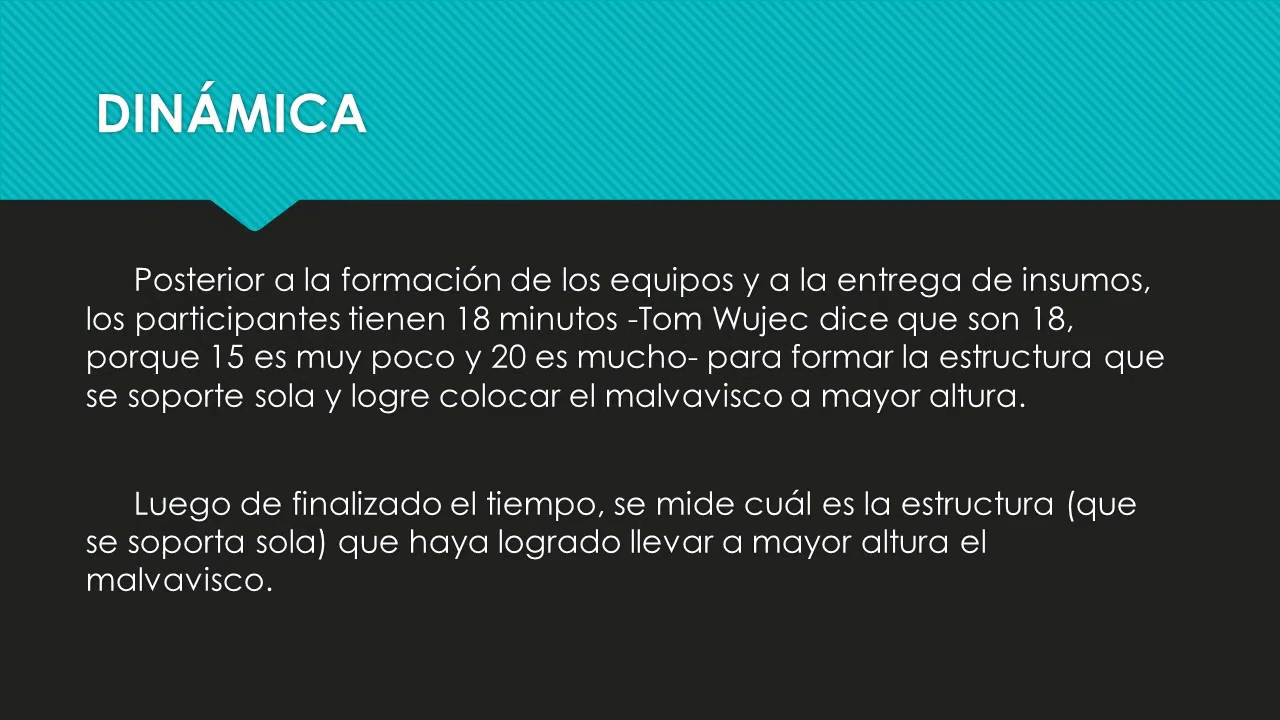 DINÁMICA
Posterior a la formación de los equipos y a la entrega de insumos,
los participantes tienen 18 minutos -Tom Wujec dice que son 18,
porque 15 es muy poco y 20 es mucho- para formar la estructura que
se soporte sola y logre colocar el malvavisco a mayor altura.
Luego de finalizado el tiempo, se mide cuál es la estructura (que
se soporta sola) que haya logrado llevar a mayor altura el
malvavisco.